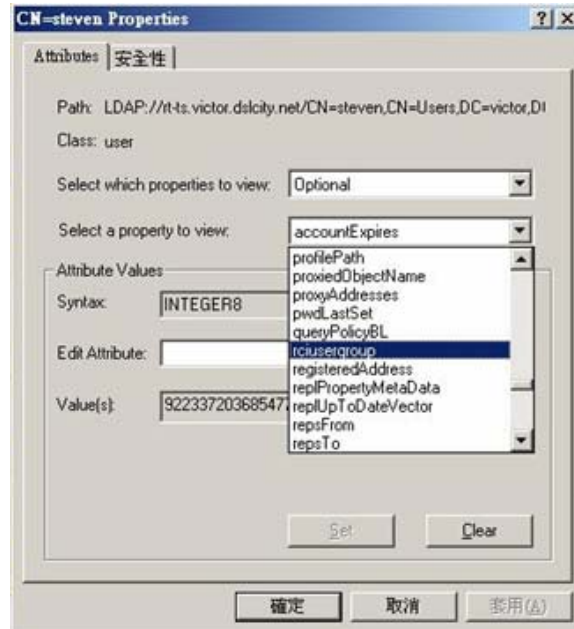 CN=steven Properties
Attributes
安全性
Path: LDAP://rt-ts.victor.dslcity.net/CN=steven,CN=Users,DC=victor,D
Class: user
Select which properties to view: Optional
Select a property to view: accountExpires
profilePath
proxiedObjectName
proxyAddresses
pwdLastSet
queryPolicyBL
rciusergroup
registeredAddress
replPropertyMetaData
replUpToDateVector
repsFrom
repsTo
Attribute Values
Syntax: INTEGER8
Edit Attribute:
Value(s): 92233720368547
Set
Clear
確定
取消
套用(A)